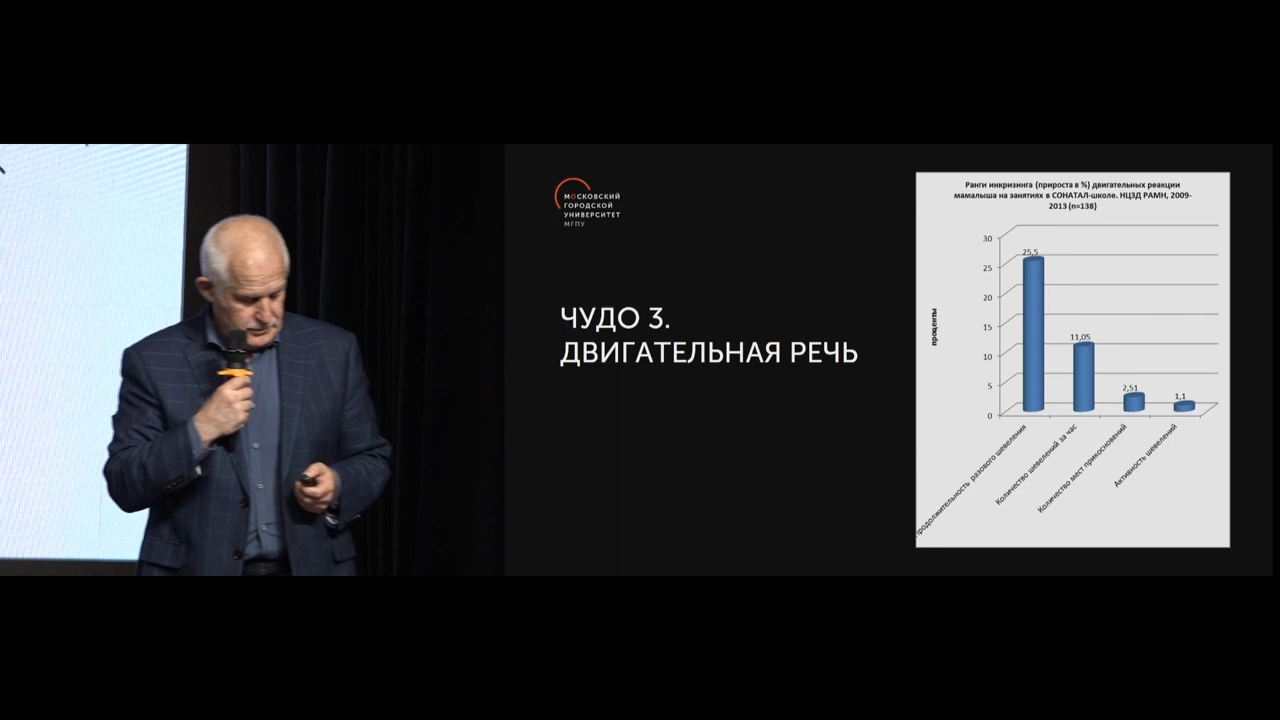 МОСКОВСКИЙ
ГОРОДСКОЙ
УНИВЕРСИТЕТ
МГПУ
ЧУДО 3.
ДВИГАТЕЛЬНАЯ РЕЧЬ
Ранги инкризинга (прироста в %) двигательных реакции
мамалыша на занятиях в СОНАТАЛ-школе. НЦЗД РАМН, 2009-
2013 (n=138)
проценты
30
25
20
15
10
5
0
25,5
11,05
2,51
1,1
Продолжительность разового шевеления
Количество шевелений за час
Количество мест прикосновений
Активность шевелений